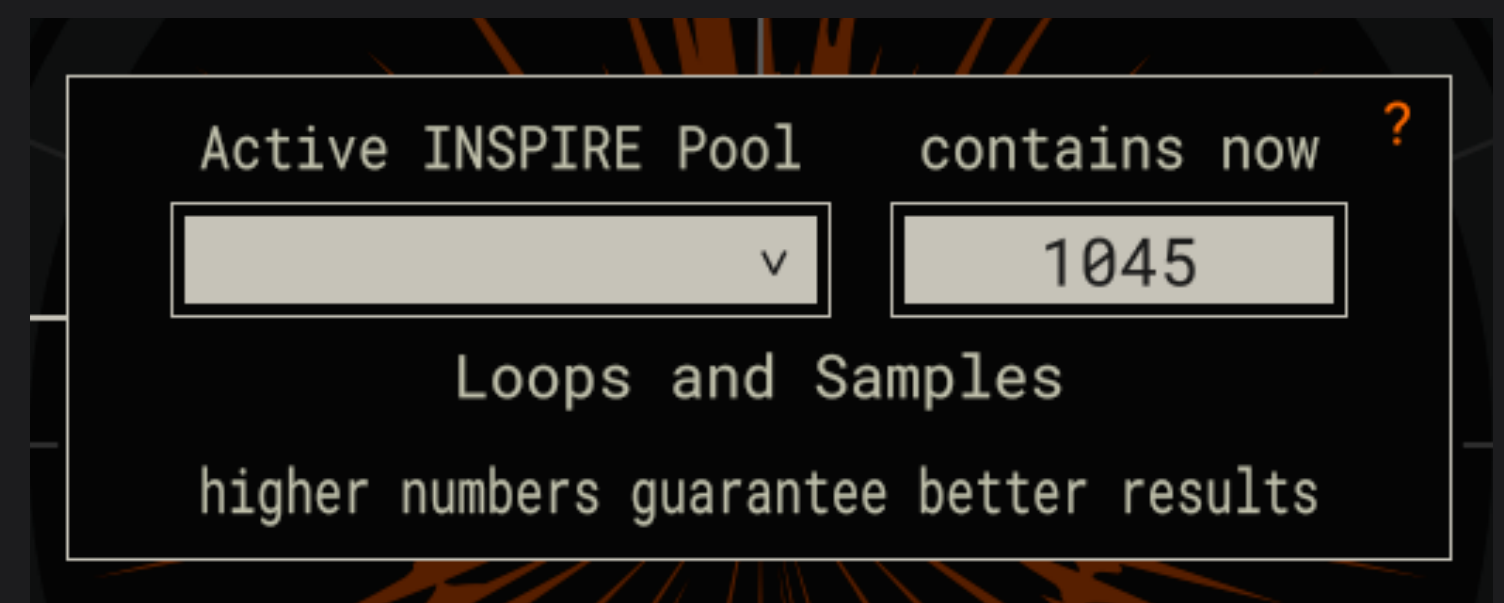 Active INSPIRE Pool contains now ?
v 1045
Loops and Samples
higher numbers guarantee better results